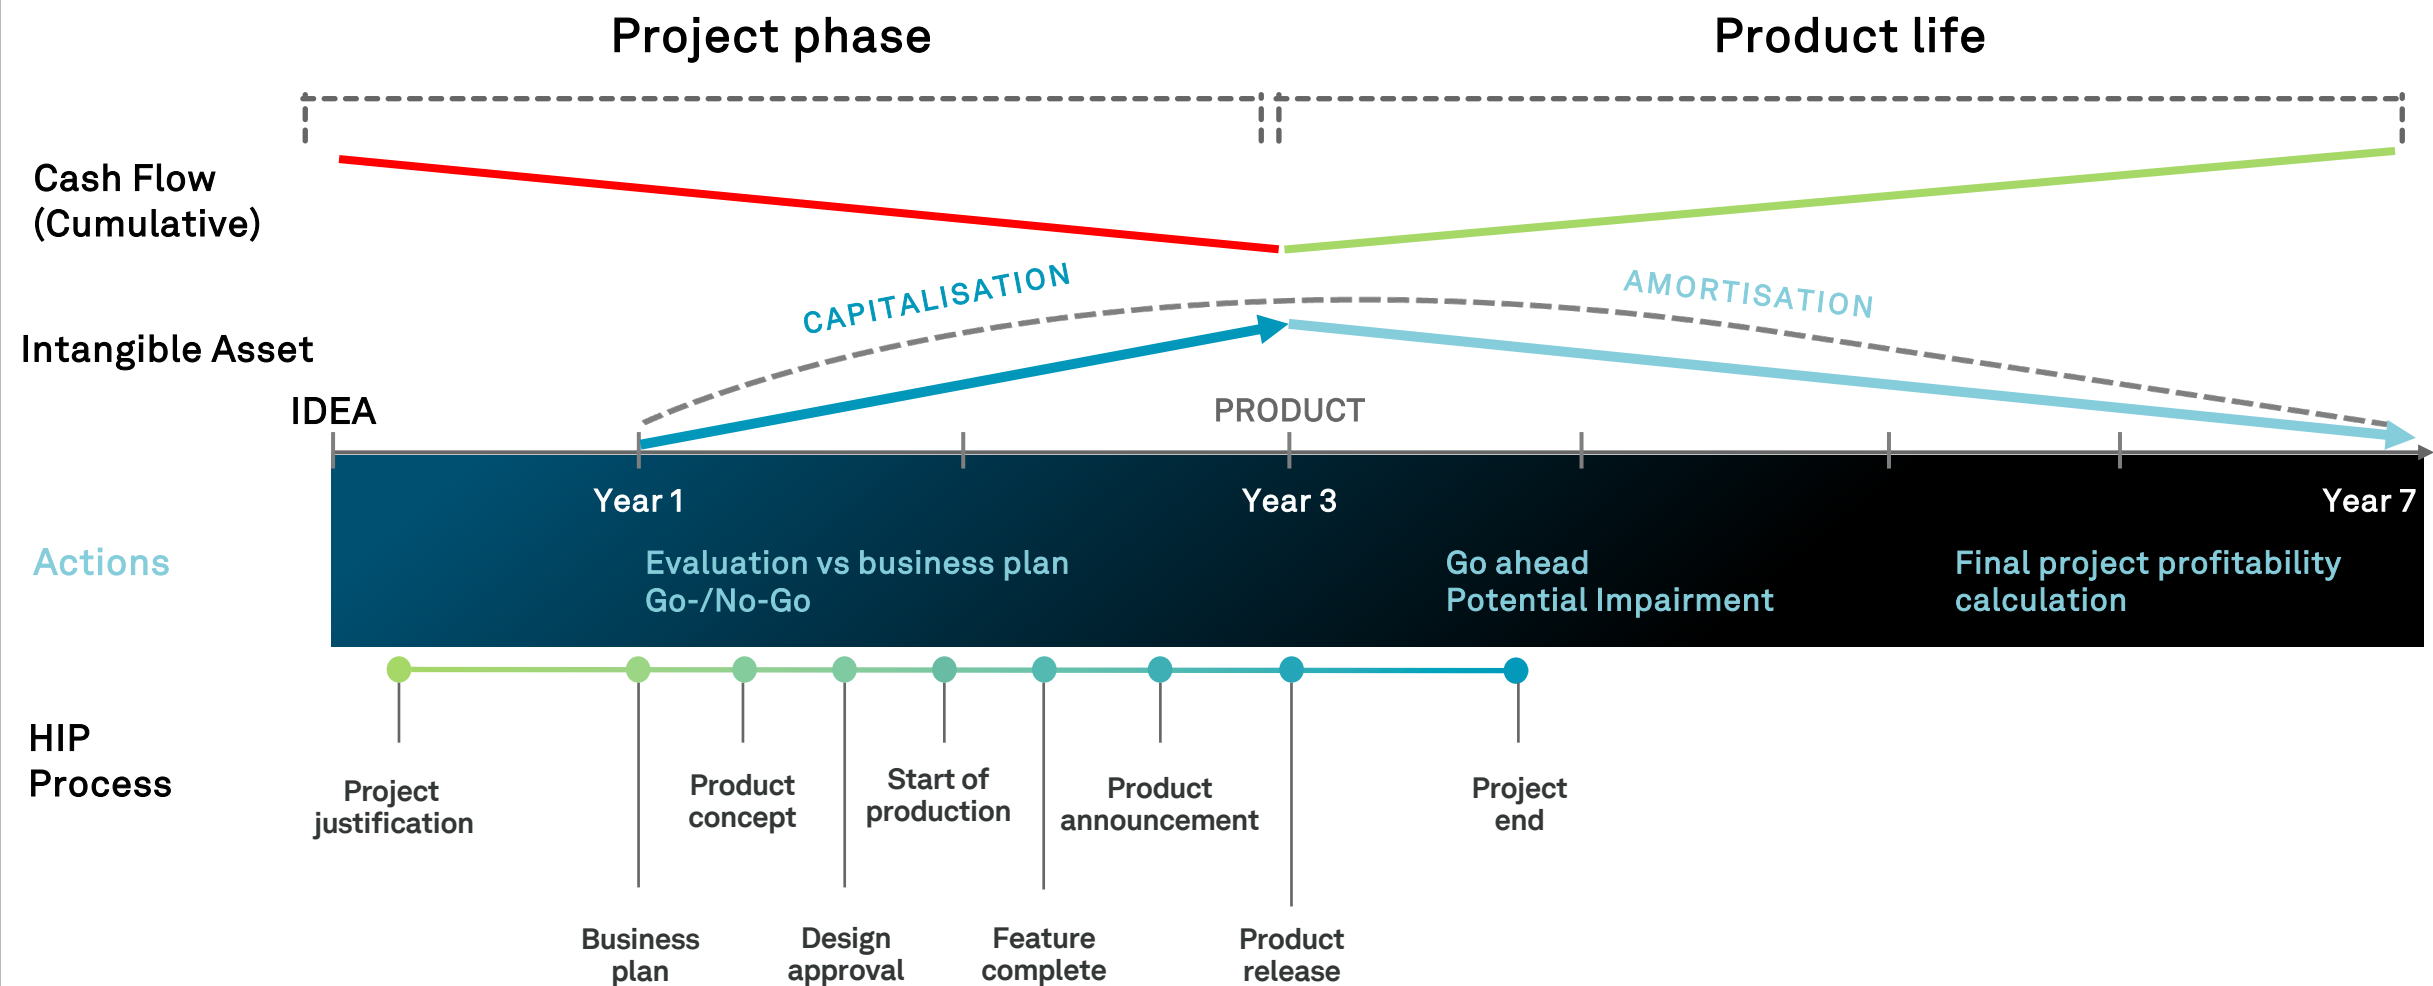 Project phase
Product life
Cash Flow
(Cumulative)
CAPITALISATION
AMORTISATION
Intangible Asset
IDEA
PRODUCT
Year 1
Year 3
Year 7
Actions
Evaluation vs business plan
Go-/No-Go
Go ahead
Potential Impairment
Final project profitability
calculation
HIP
Process
Project
justification
Business
plan
Product
concept
Design
approval
Start of
production
Feature
complete
Product
announcement
Product
release
Project
end